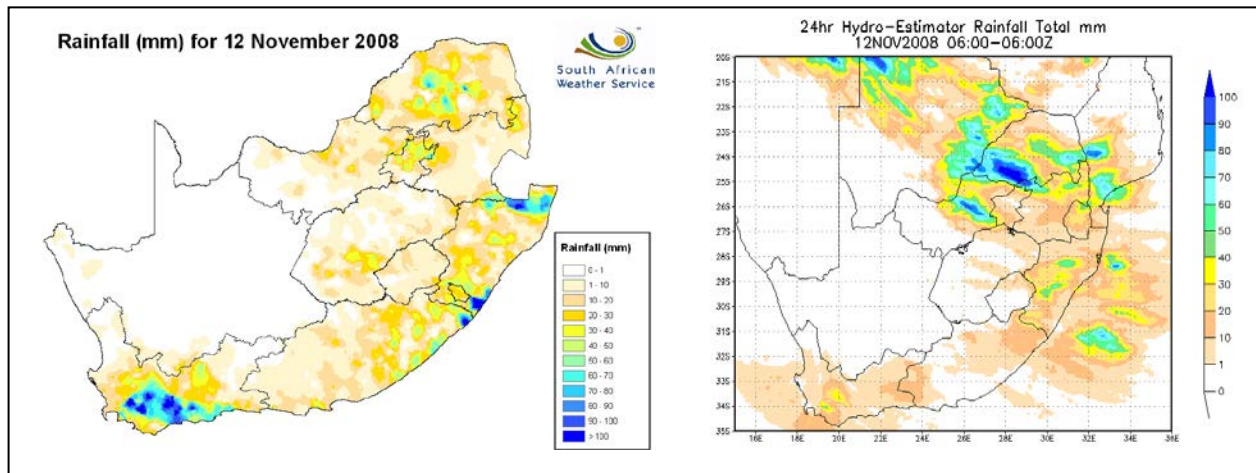 Rainfall (mm) for 12 November 2008
South African
Weather Service
Rainfall (mm)
0 - 1
1 - 10
10 - 20
20 - 30
30 - 40
40 - 50
50 - 60
60 - 70
70 - 80
80 - 90
90 - 100
> 100
24hr Hydro-Estimator Rainfall Total mm
12NOV2008 06:00-06:00Z
20S
21S
22S
23S
24S
25S
26S
27S
28S
29S
30S
31S
32S
33S
34S
35S
16E
18E
20E
22E
24E
26E
28E
30E
32E
34E
36E
100
90
80
70
60
50
40
30
20
10
1
0